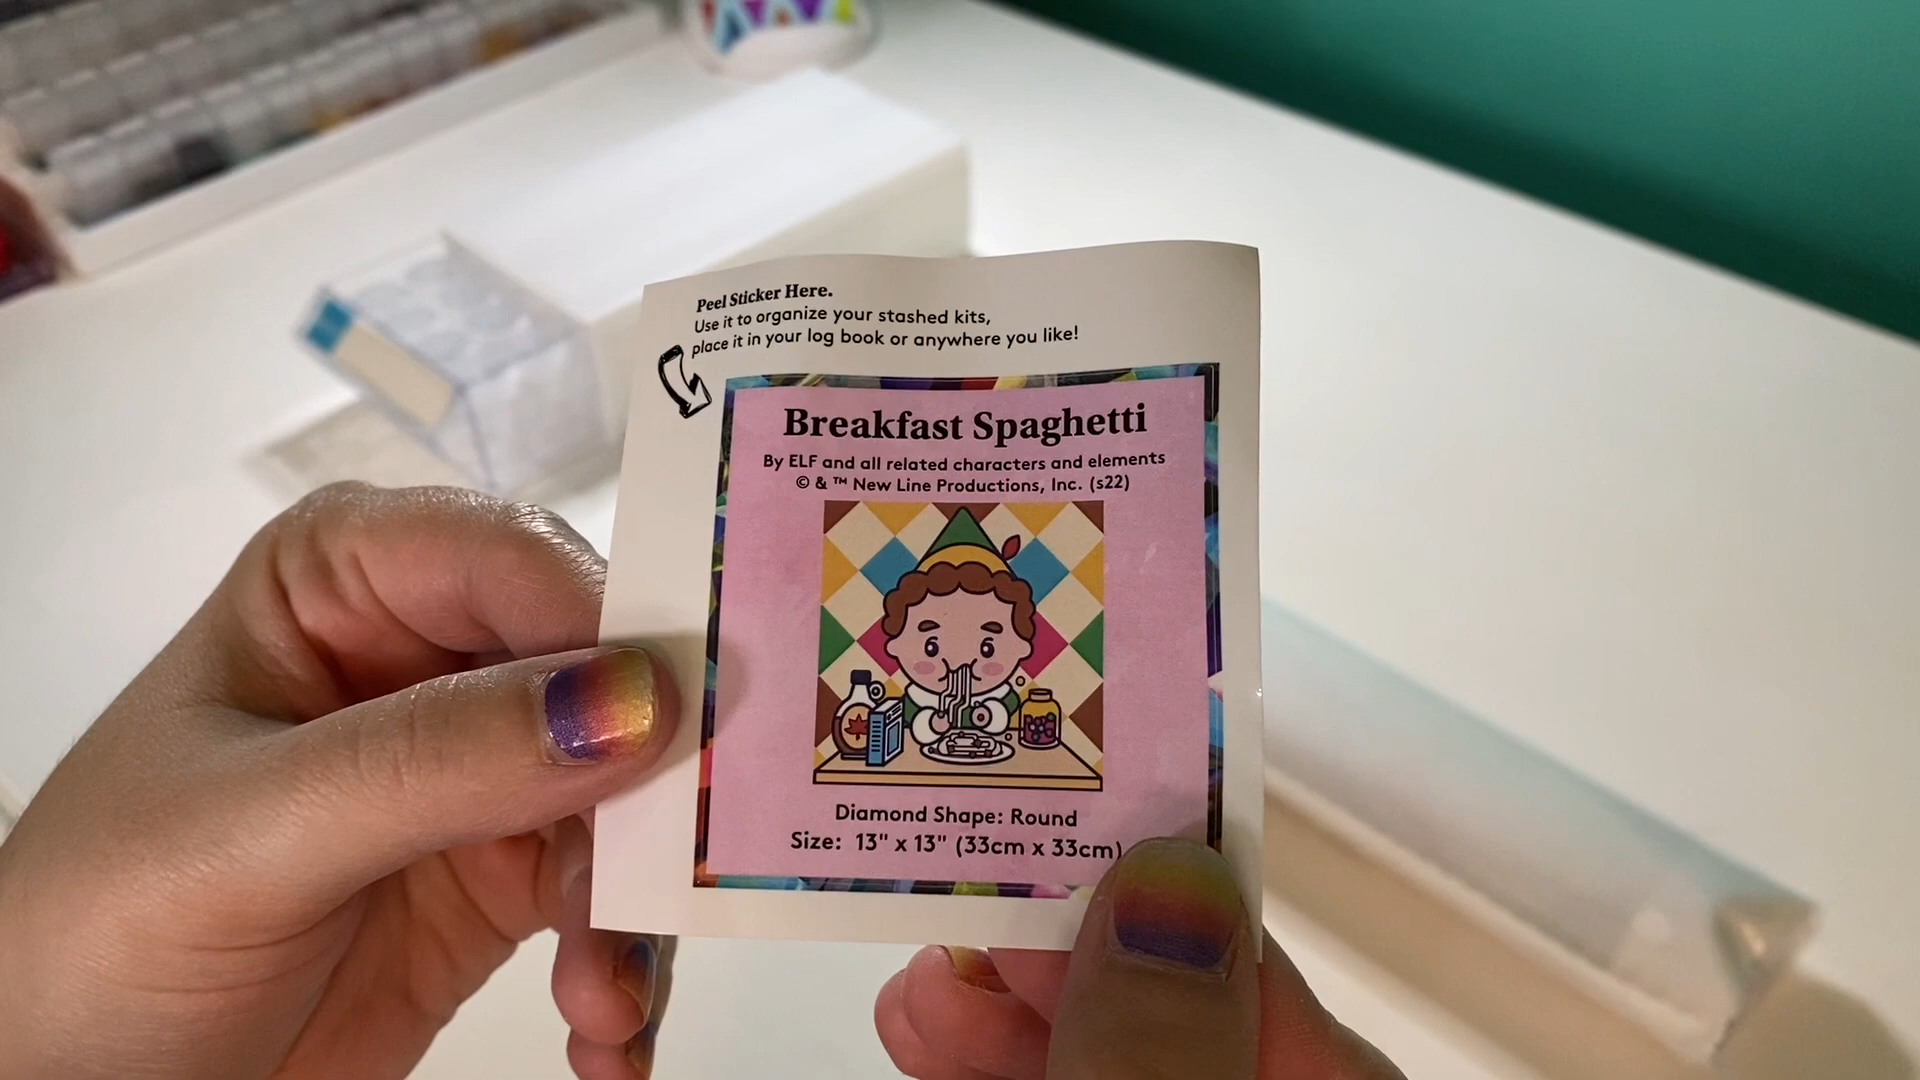 Peel Sticker Here.
Use it to organize your stashed kits,
place it in your log book or anywhere you like!
Breakfast Spaghetti
By ELF and all related characters and elements
© & ™ New Line Productions, Inc. (s22)
Diamond Shape: Round
Size: 13" x 13" (33cm x 33cm)